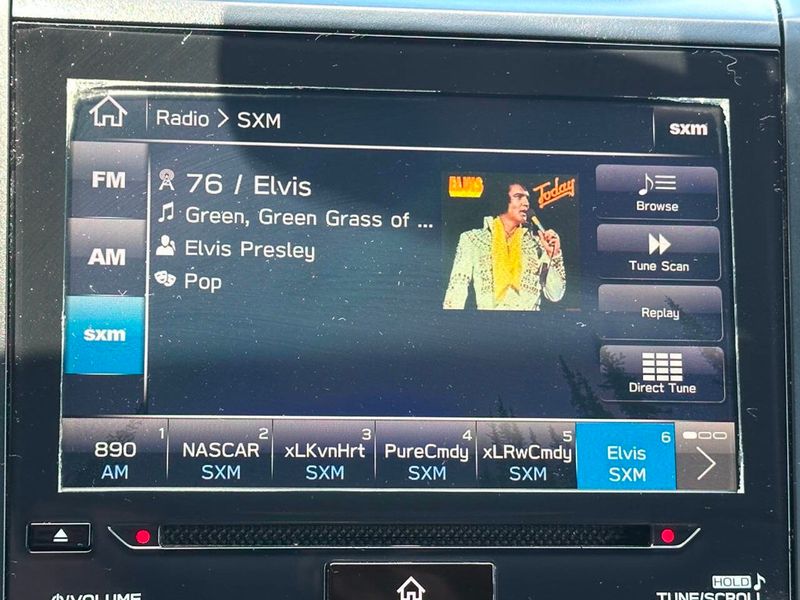 Radio > SXM
sxm
FM
AM
sxm
76 / Elvis
Green, Green Grass of ...
Elvis Presley
Pop
ELVIS
Today
Browse
Tune Scan
Replay
Direct Tune
1
890
AM
2
NASCAR
SXM
3
xLKvnHrt
SXM
4
PureCmdy
SXM
5
xLRwCmdy
SXM
6
Elvis
SXM
VOLUME
HOLD
TUNE/SCROLL